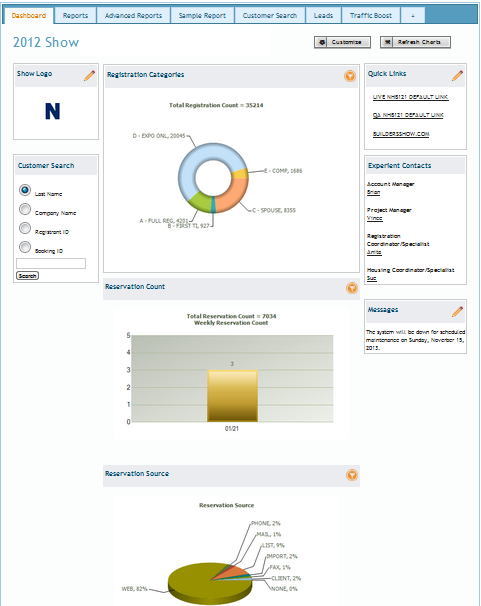 Dashboard
Reports
Advanced Reports
Sample Report
Customer Search
Leads
Traffic Boost
+
2012 Show
Customize
Refresh Charts
Show Logo
N
Customer Search
Last Name
Company Name
Registrant ID
Booking ID
Search
Registration Categories
Total Registration Count = 35214
D - EXPO ONL, 20045
E - COMP, 1686
C - SPOUSE, 8355
A - FULL REG, 4201
B - FIRST TI, 927
Reservation Count
Total Reservation Count = 7034
Weekly Reservation Count
5
4
3
2
1
0
3
01/21
Reservation Source
Reservation Source
PHONE, 2%
MAIL, 1%
LIST, 9%
IMPORT, 2%
FAX, 1%
CLIENT, 2%
NONE, 0%
WEB, 82%
Quick Links
LIVE NHB121 DEFAULT LINK
QA NHB121 DEFAULT LINK
BUILDERSSHOW.COM
Experient Contacts
Account Manager
Brian
Project Manager
Vince
Registration
Coordinator/Specialist
Anita
Housing Coordinator/Specialist
Sue
Messages
The system will be down for scheduled
maintenance on Sunday, November 15,
2015.